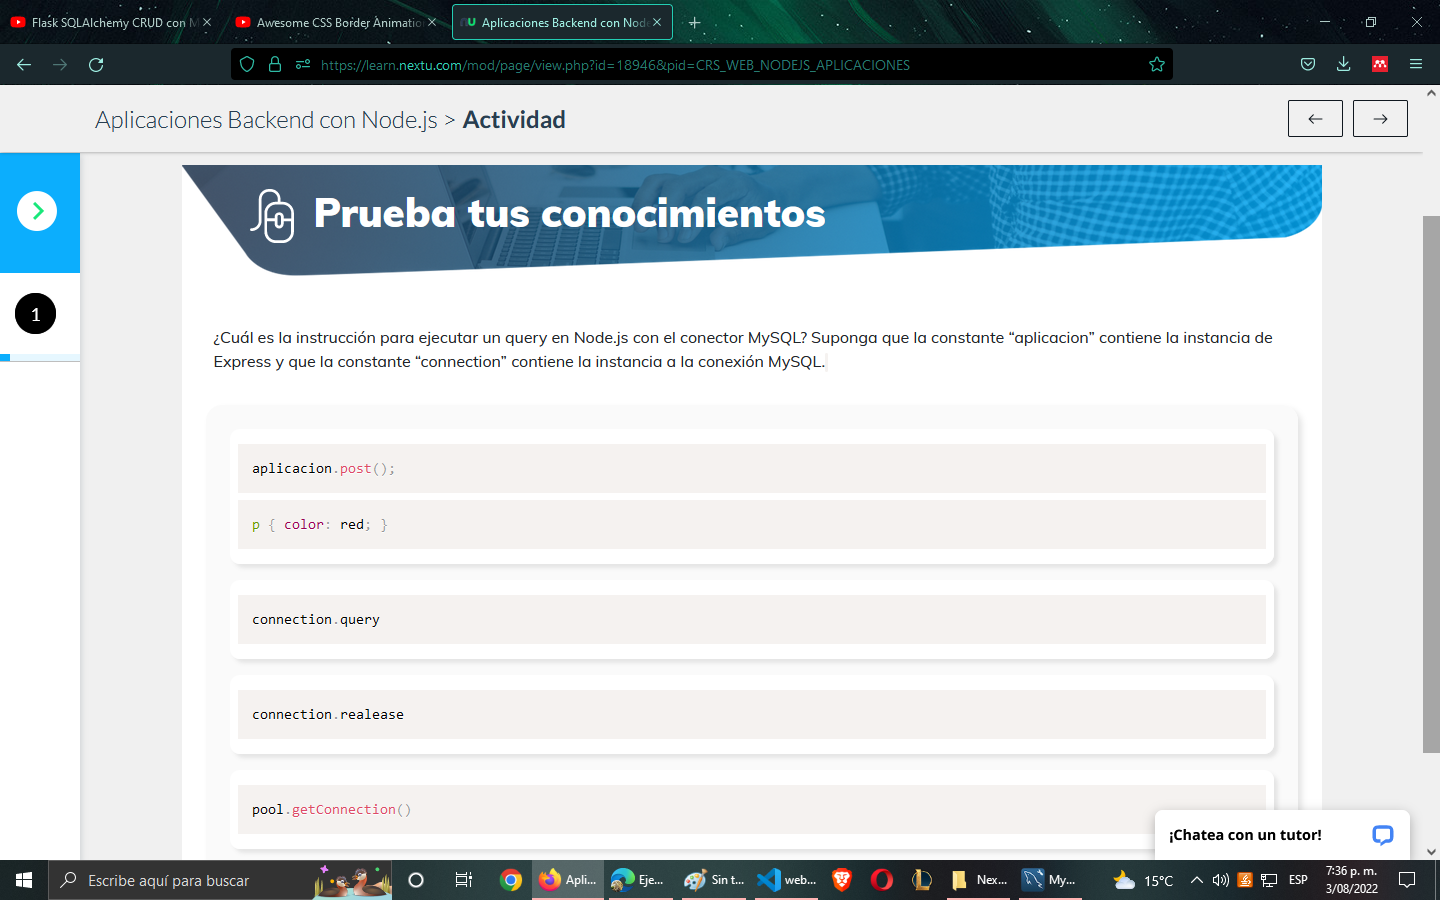 Flask SQLAlchemy CRUD con M
Awesome CSS Border Animatio
Aplicaciones Backend con Node
https://learn.nextu.com/mod/page/view.php?id=18946&pid=CRS_WEB_NODEJS_APLICACIONES
Aplicaciones Backend con Node.js > Actividad
1
Prueba tus conocimientos
¿Cuál es la instrucción para ejecutar un query en Node.js con el conector MySQL? Suponga que la constante “aplicacion” contiene la instancia de
Express y que la constante “connection” contiene la instancia a la conexión MySQL.
aplicacion.post();
p { color: red; }
connection.query
connection.realease
pool.getConnection()
¡Chatea con un tutor!
Escribe aquí para buscar
Apli...
Eje...
Sin t...
web...
Nex...
My...
15°C
ESP
7:36 p. m.
3/08/2022